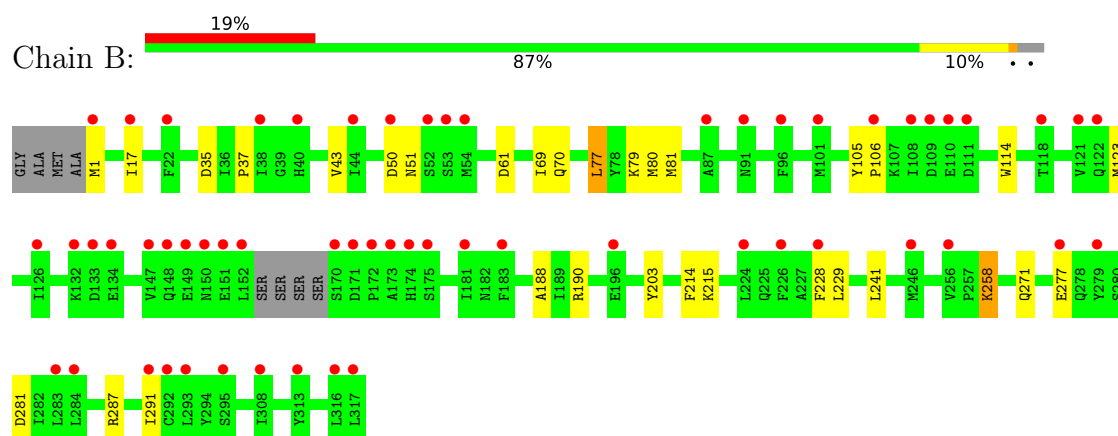 19%
Chain B:
87% 10% • •
GLY ALA MET ALA M1 I17 F22 D35 I36 P37 I38 G39 H40 V43 I44 D50 N51 S52 S53 M54 D61 I69 Q70 L77 Y78 K79 M80 M81 A87 N91 F96 M101 Y105 P106 K107 I108 D109 E110 D111 W114 T118 V121 Q122 M123
I126 K132 D133 E134 V147 Q148 E149 N150 E151 L152 SER SER SER SER S170 D171 P172 A173 H174 S175 I181 N182 F183 A188 I189 R190 E196 Y203 F214 K215 L224 Q225 F226 A227 F228 L229 L241 M246 V256 P257 K258 Q271 E277 Q278 Y279 S280
D281 I282 L283 L284 R287 I291 C292 L293 Y294 S295 I308 Y313 L316 L317